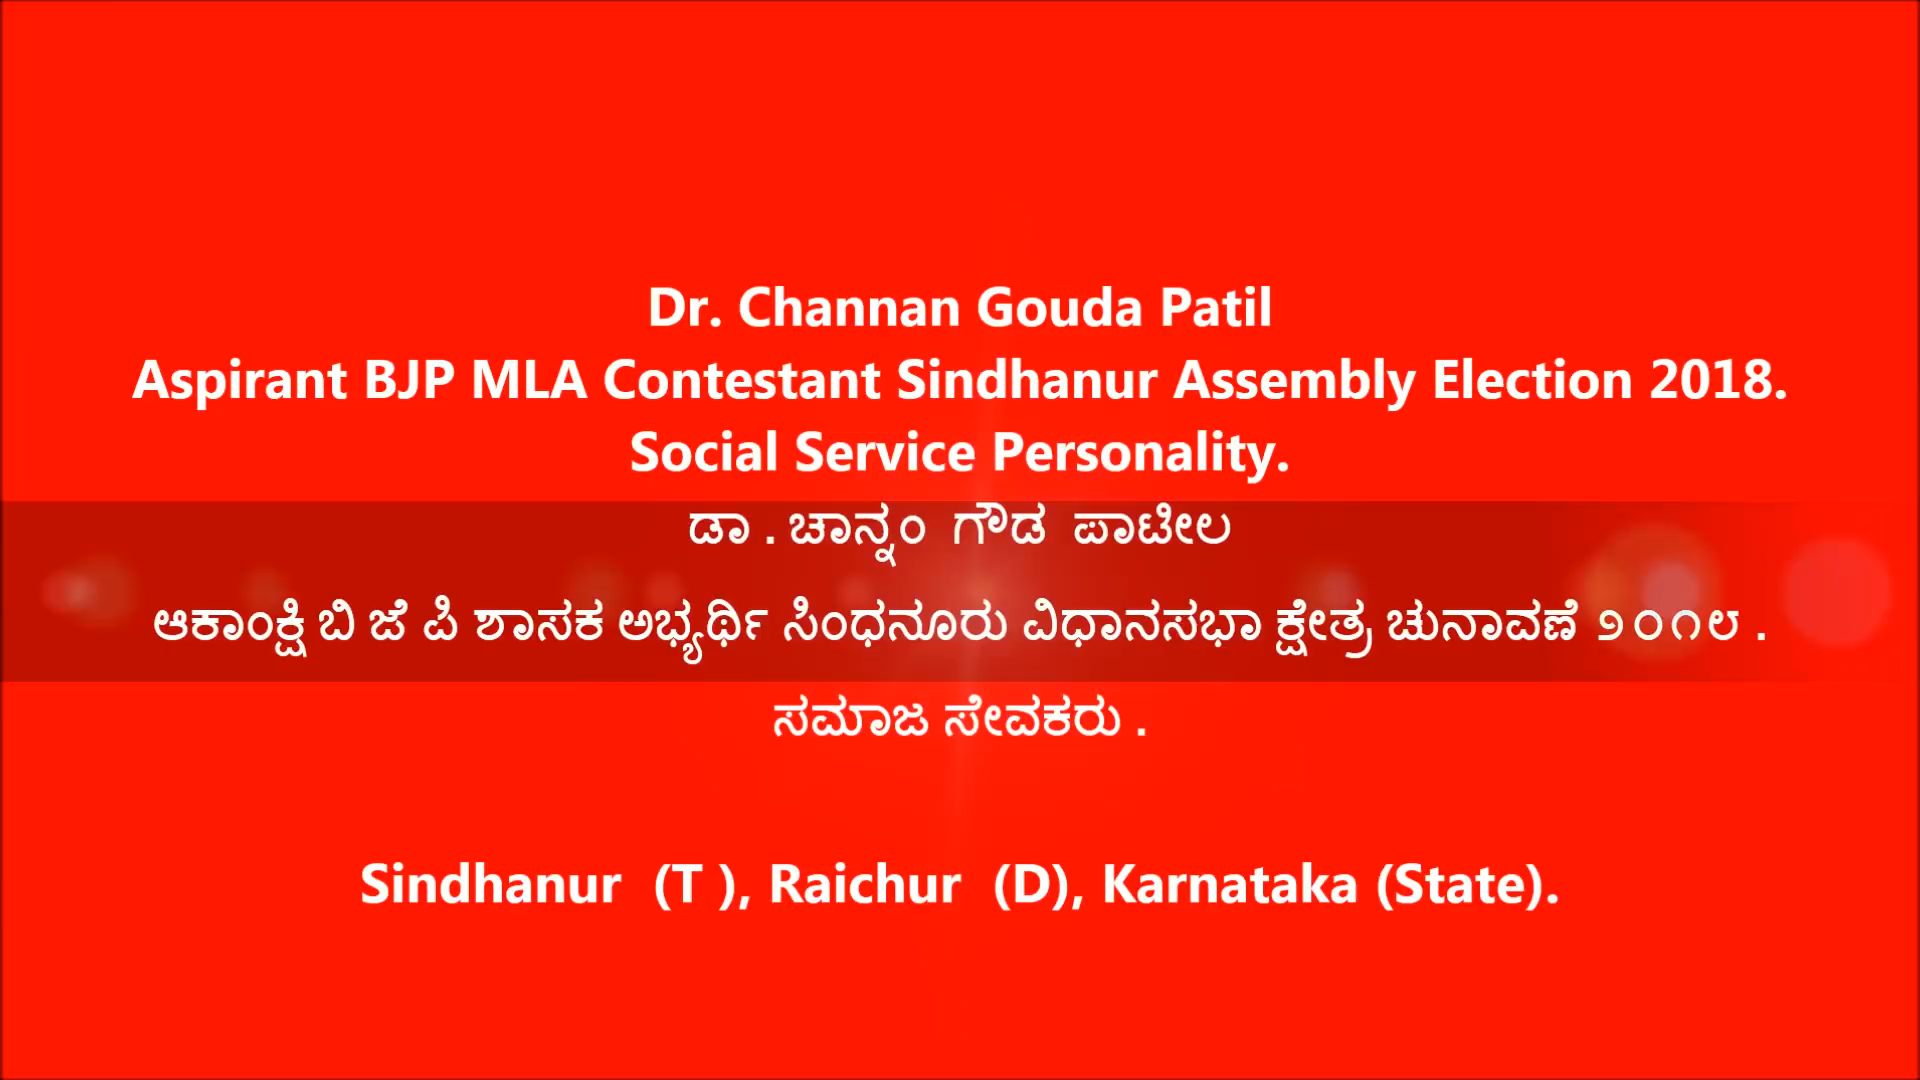 Dr. Channan Gouda Patil
Aspirant BJP MLA Contestant Sindhanur Assembly Election 2018.
Social Service Personality.
ಡಾ . ಚಾನ್ನಂ ಗೌಡ ಪಾಟೀಲ
ಆಕಾಂಕ್ಷಿ ಬಿ ಜೆ ಪಿ ಶಾಸಕ ಅಭ್ಯರ್ಥಿ ಸಿಂಧನೂರು ವಿಧಾನಸಭಾ ಕ್ಷೇತ್ರ ಚುನಾವಣೆ ೨೦೧೮ .
ಸಮಾಜ ಸೇವಕರು .
Sindhanur (T ), Raichur (D), Karnataka (State).